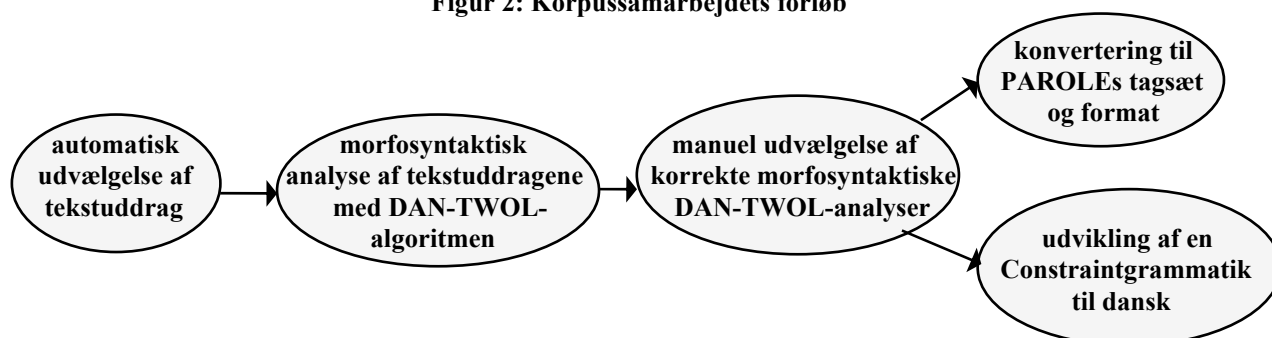 Figur 2: Korpussamarbejdets forløb
konvertering til
PAROLEs tagsæt
og format
automatisk
udvælgelse af
tekstuddrag
morfosyntaktisk
analyse af tekstuddragene
med DAN-TWOL-
algoritmen
manuel udvælgelse af
korrekte morfosyntaktiske
DAN-TWOL-analyser
udvikling af en
Constraintgrammatik
til dansk